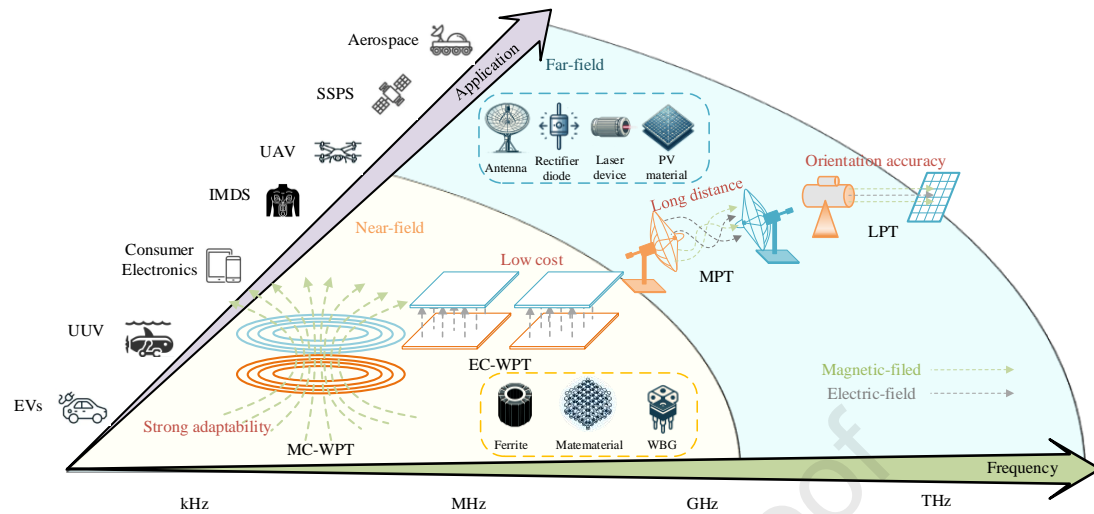 Aerospace
SSPS
UAV
IMDS
Consumer
Electronics
UUV
EVs
Application
Far-field
Antenna
Rectifier
diode
Laser
device
PV
material
Orientation accuracy
LPT
Long distance
MPT
Near-field
Low cost
EC-WPT
Strong adaptability
MC-WPT
Ferrite
Matematerial
WBG
Magnetic-filed
Electric-field
Frequency
kHz
MHz
GHz
THz
oof